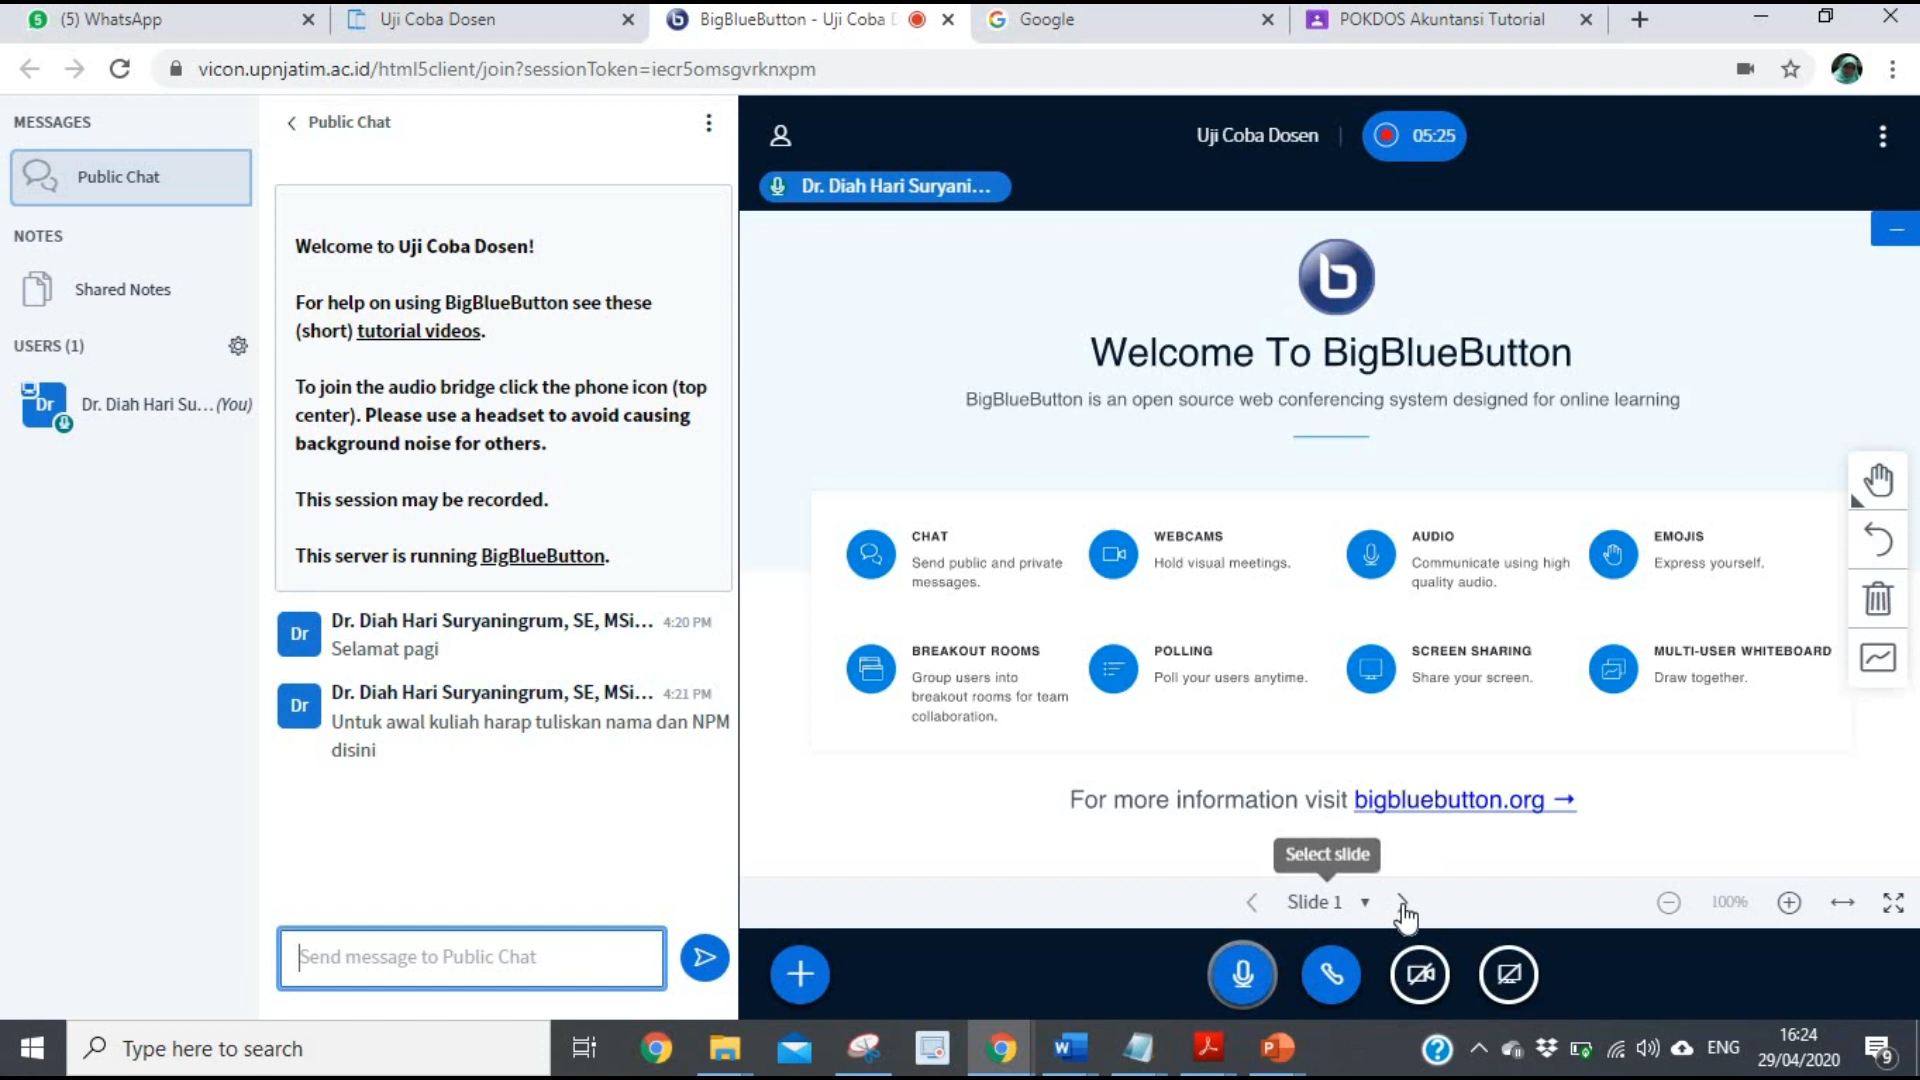 (5) WhatsApp
Uji Coba Dosen
BigBlueButton - Uji Coba D
Google
POKDOS Akuntansi Tutorial
vicon.upnjatim.ac.id/html5client/join?sessionToken=iecr5omsgvrknxpm
MESSAGES
Public Chat
NOTES
Shared Notes
USERS (1)
Dr
Dr. Diah Hari Su... (You)
Public Chat
Welcome to Uji Coba Dosen!
For help on using BigBlueButton see these
(short) tutorial videos.
To join the audio bridge click the phone icon (top
center). Please use a headset to avoid causing
background noise for others.
This session may be recorded.
This server is running BigBlueButton.
Dr
Dr. Diah Hari Suryaningrum, SE, MSi... 4:20 PM
Selamat pagi
Dr
Dr. Diah Hari Suryaningrum, SE, MSi... 4:21 PM
Untuk awal kuliah harap tuliskan nama dan NPM
disini
Send message to Public Chat
Uji Coba Dosen
05:25
Dr. Diah Hari Suryani...
b
Welcome To BigBlueButton
BigBlueButton is an open source web conferencing system designed for online learning
CHAT
Send public and private
messages.
WEBCAMS
Hold visual meetings.
AUDIO
Communicate using high
quality audio.
EMOJIS
Express yourself.
BREAKOUT ROOMS
Group users into
breakout rooms for team
collaboration.
POLLING
Poll your users anytime.
SCREEN SHARING
Share your screen.
MULTI-USER WHITEBOARD
Draw together.
For more information visit bigbluebutton.org →
Select slide
Slide 1
100%
Type here to search
ENG
16:24
29/04/2020
9